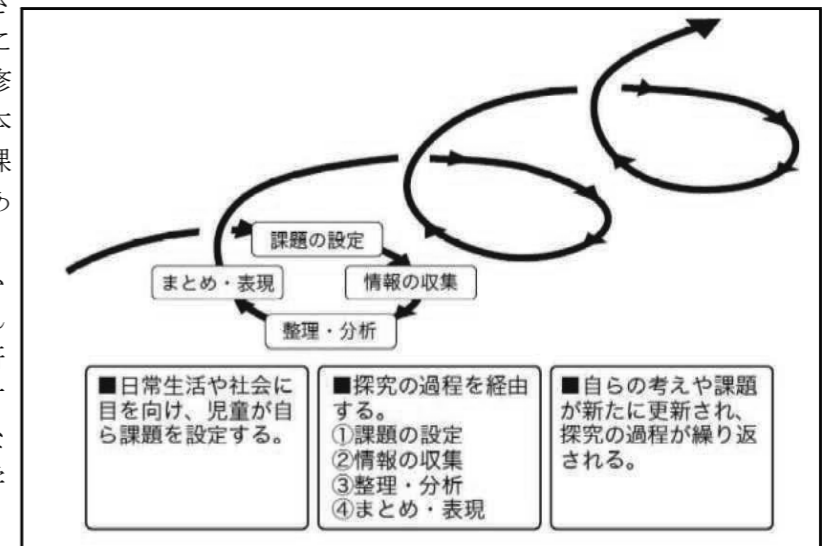 課題の設定
まとめ・表現
情報の収集
整理・分析
■日常生活や社会に
目を向け、児童が自
ら課題を設定する。
■探究の過程を経由
する。
①課題の設定
②情報の収集
③整理・分析
④まとめ・表現
■自らの考えや課題
が新たに更新され、
探究の過程が繰り返
される。